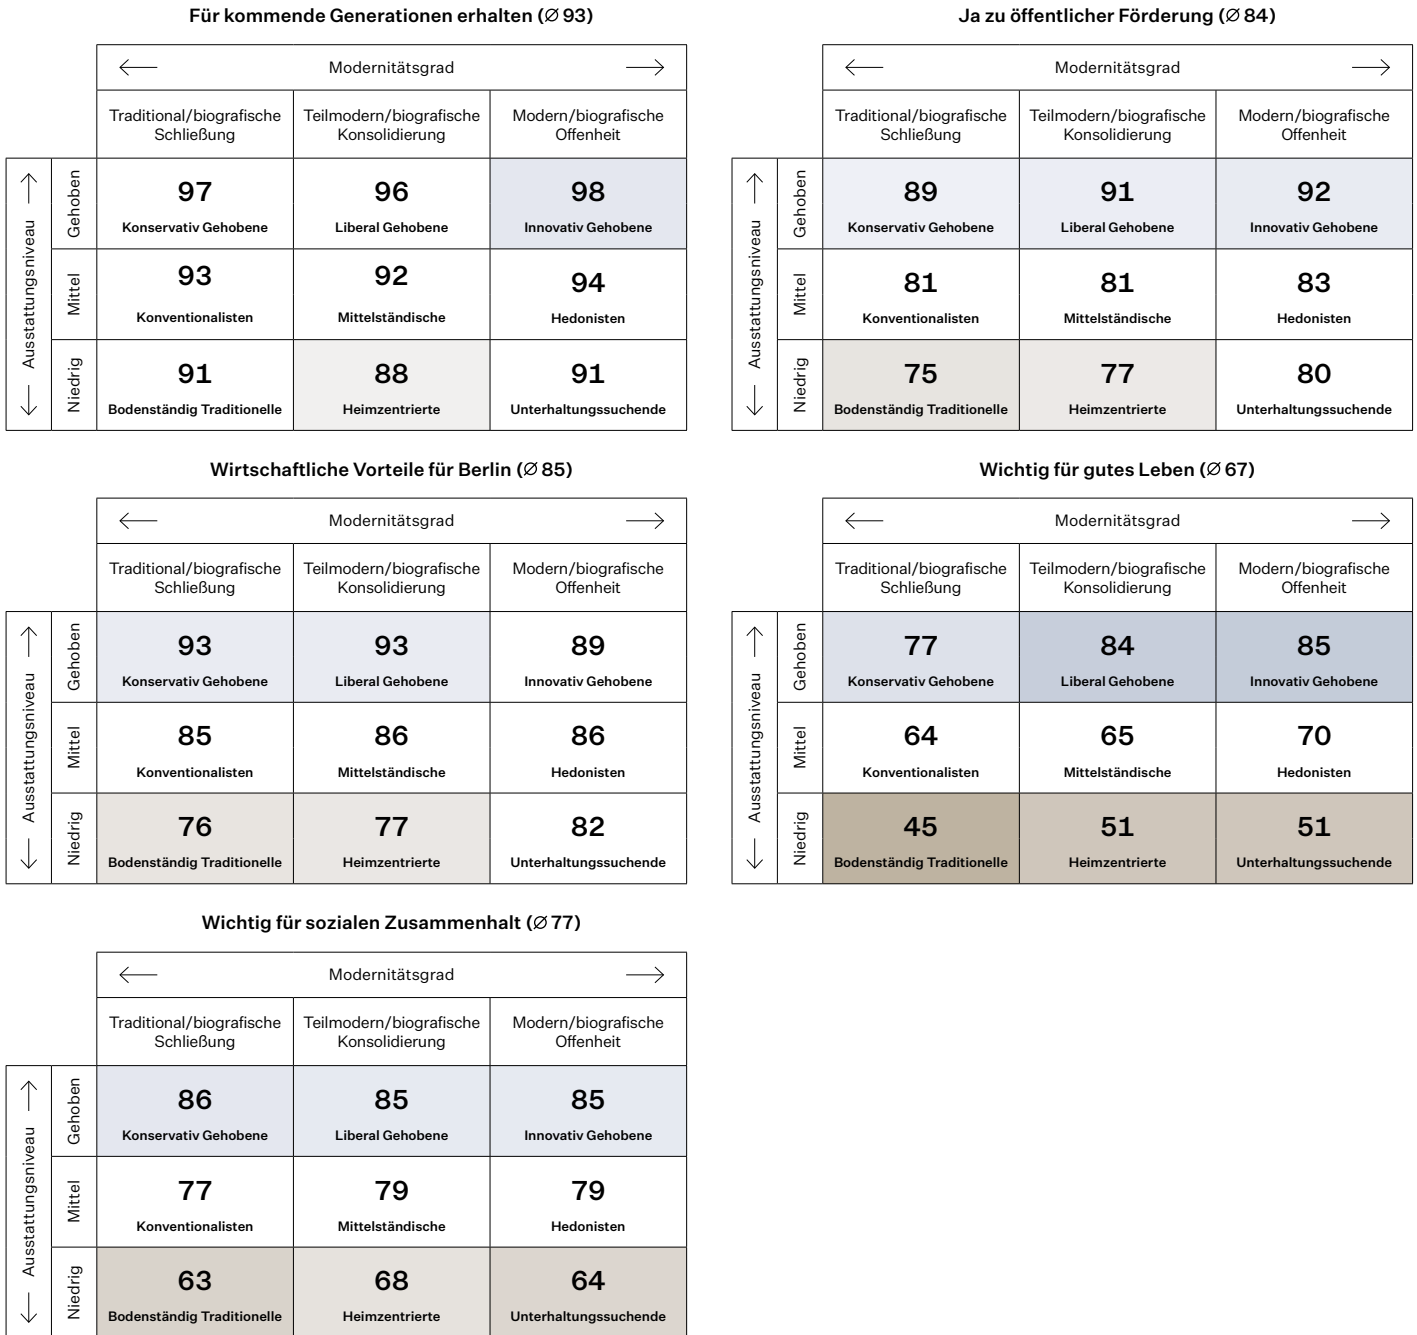 Für kommende Generationen erhalten (Ø 93)
Modernitätsgrad
Traditional/biografische Schließung
Teilmodern/biografische Konsolidierung
Modern/biografische Offenheit
Ausstattungsniveau
Gehoben
97
96
98
Konservativ Gehobene
Liberal Gehobene
Innovativ Gehobene
Mittel
93
92
94
Konventionalisten
Mittelständische
Hedonisten
Niedrig
91
88
91
Bodenständig Traditionelle
Heimzentrierte
Unterhaltungssuchende
Ja zu öffentlicher Förderung (Ø 84)
Modernitätsgrad
Traditional/biografische Schließung
Teilmodern/biografische Konsolidierung
Modern/biografische Offenheit
Ausstattungsniveau
Gehoben
89
91
92
Konservativ Gehobene
Liberal Gehobene
Innovativ Gehobene
Mittel
81
81
83
Konventionalisten
Mittelständische
Hedonisten
Niedrig
75
77
80
Bodenständig Traditionelle
Heimzentrierte
Unterhaltungssuchende
Wirtschaftliche Vorteile für Berlin (Ø 85)
Modernitätsgrad
Traditional/biografische Schließung
Teilmodern/biografische Konsolidierung
Modern/biografische Offenheit
Ausstattungsniveau
Gehoben
93
93
89
Konservativ Gehobene
Liberal Gehobene
Innovativ Gehobene
Mittel
85
86
86
Konventionalisten
Mittelständische
Hedonisten
Niedrig
76
77
82
Bodenständig Traditionelle
Heimzentrierte
Unterhaltungssuchende
Wichtig für gutes Leben (Ø 67)
Modernitätsgrad
Traditional/biografische Schließung
Teilmodern/biografische Konsolidierung
Modern/biografische Offenheit
Ausstattungsniveau
Gehoben
77
84
85
Konservativ Gehobene
Liberal Gehobene
Innovativ Gehobene
Mittel
64
65
70
Konventionalisten
Mittelständische
Hedonisten
Niedrig
45
51
51
Bodenständig Traditionelle
Heimzentrierte
Unterhaltungssuchende
Wichtig für sozialen Zusammenhalt (Ø 77)
Modernitätsgrad
Traditional/biografische Schließung
Teilmodern/biografische Konsolidierung
Modern/biografische Offenheit
Ausstattungsniveau
Gehoben
86
85
85
Konservativ Gehobene
Liberal Gehobene
Innovativ Gehobene
Mittel
77
79
79
Konventionalisten
Mittelständische
Hedonisten
Niedrig
63
68
64
Bodenständig Traditionelle
Heimzentrierte
Unterhaltungssuchende